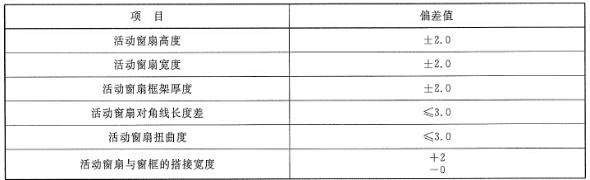 项 目 偏差值
活动窗扇高度 ±2.0
活动窗扇宽度 ±2.0
活动窗扇框架厚度 ±2.0
活动窗扇对角线长度差 ≤3.0
活动窗扇扭曲度 ≤3.0
活动窗扇与窗框的搭接宽度 +2
−0